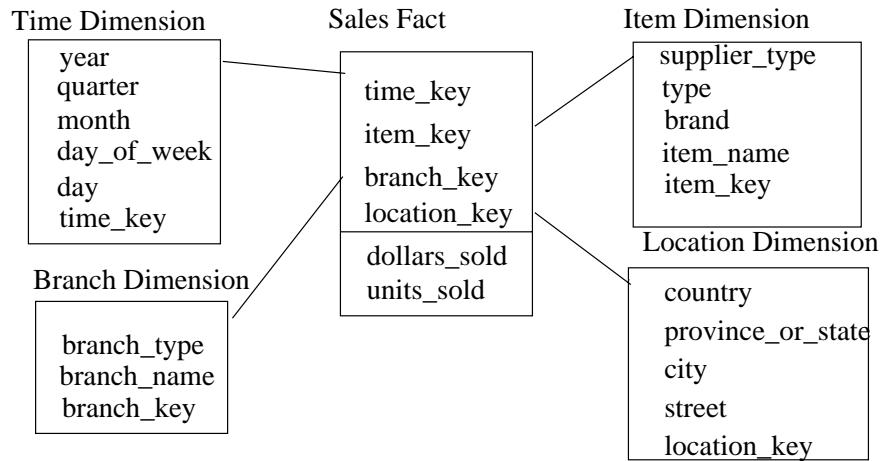 Time Dimension
year
quarter
month
day_of_week
day
time_key
Sales Fact
time_key
item_key
branch_key
location_key
dollars_sold
units_sold
Item Dimension
supplier_type
type
brand
item_name
item_key
Branch Dimension
branch_type
branch_name
branch_key
Location Dimension
country
province_or_state
city
street
location_key